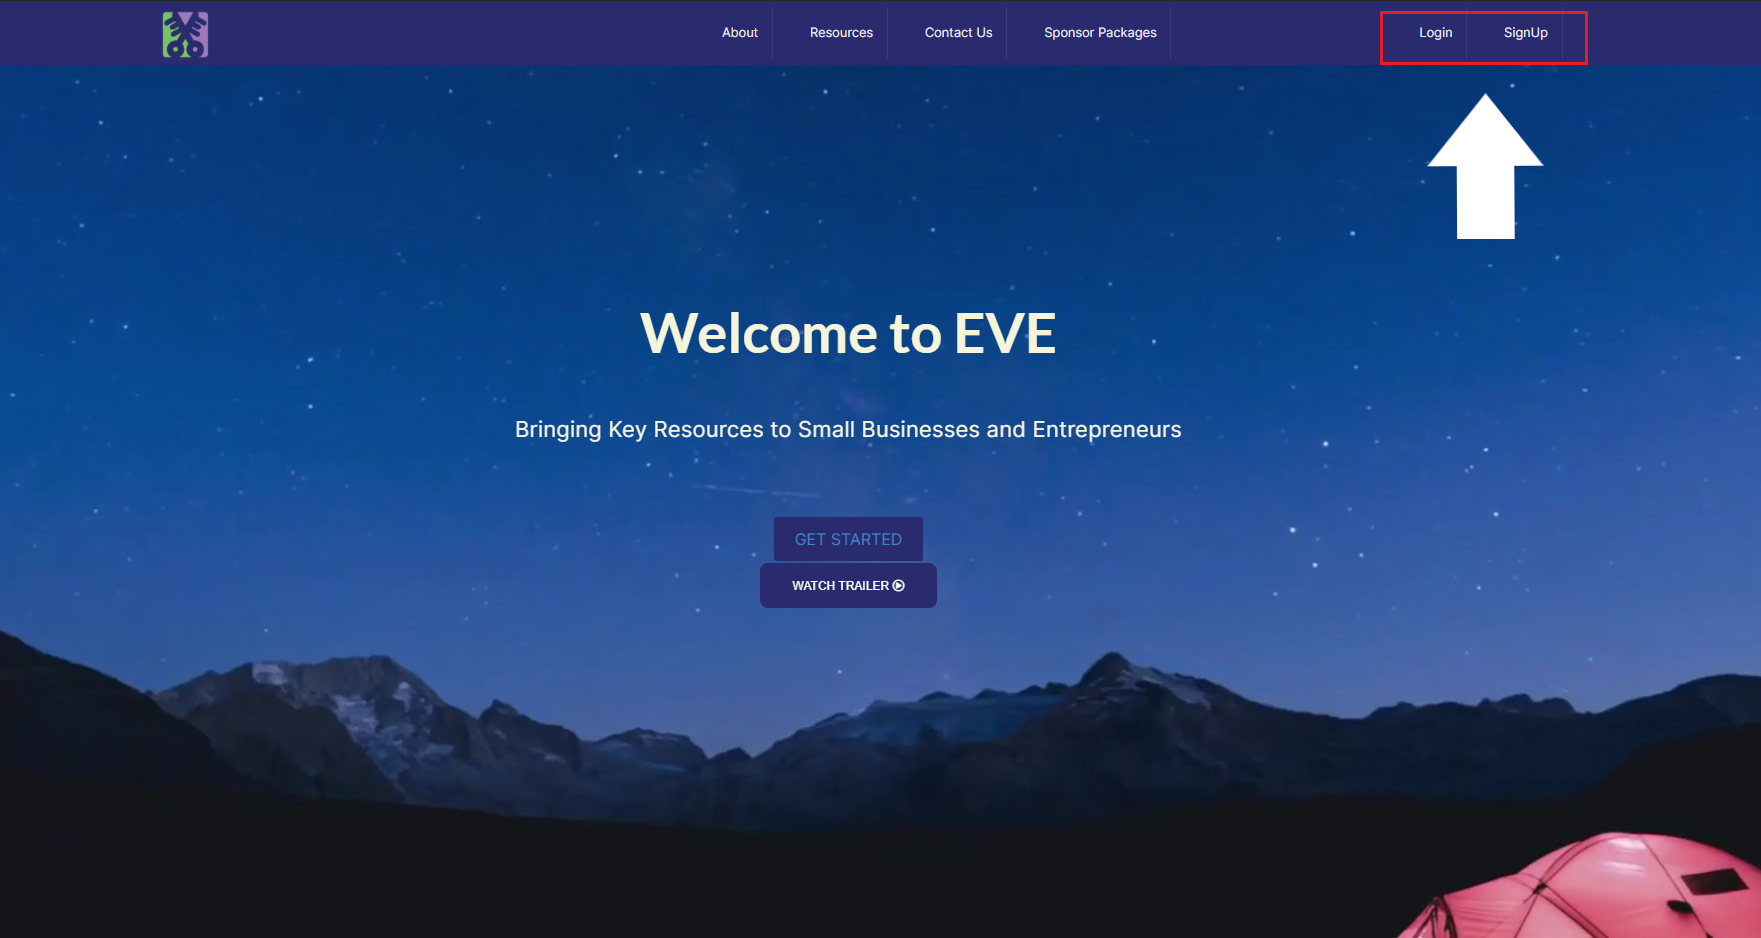 About
Resources
Contact Us
Sponsor Packages
Login
SignUp
Welcome to EVE
Bringing Key Resources to Small Businesses and Entrepreneurs
GET STARTED
WATCH TRAILER